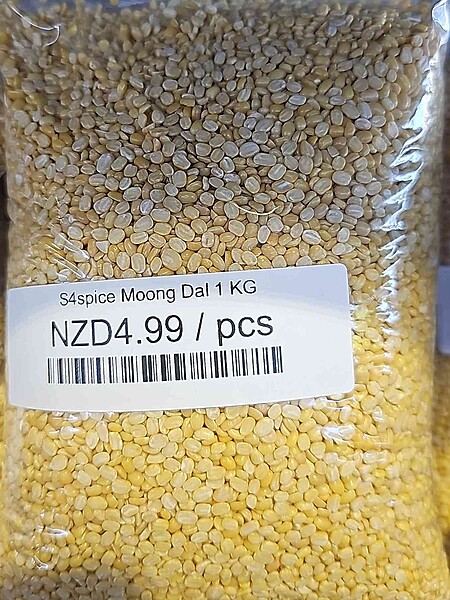 S4spice Moong Dal 1 KG
NZD4.99 / pcs